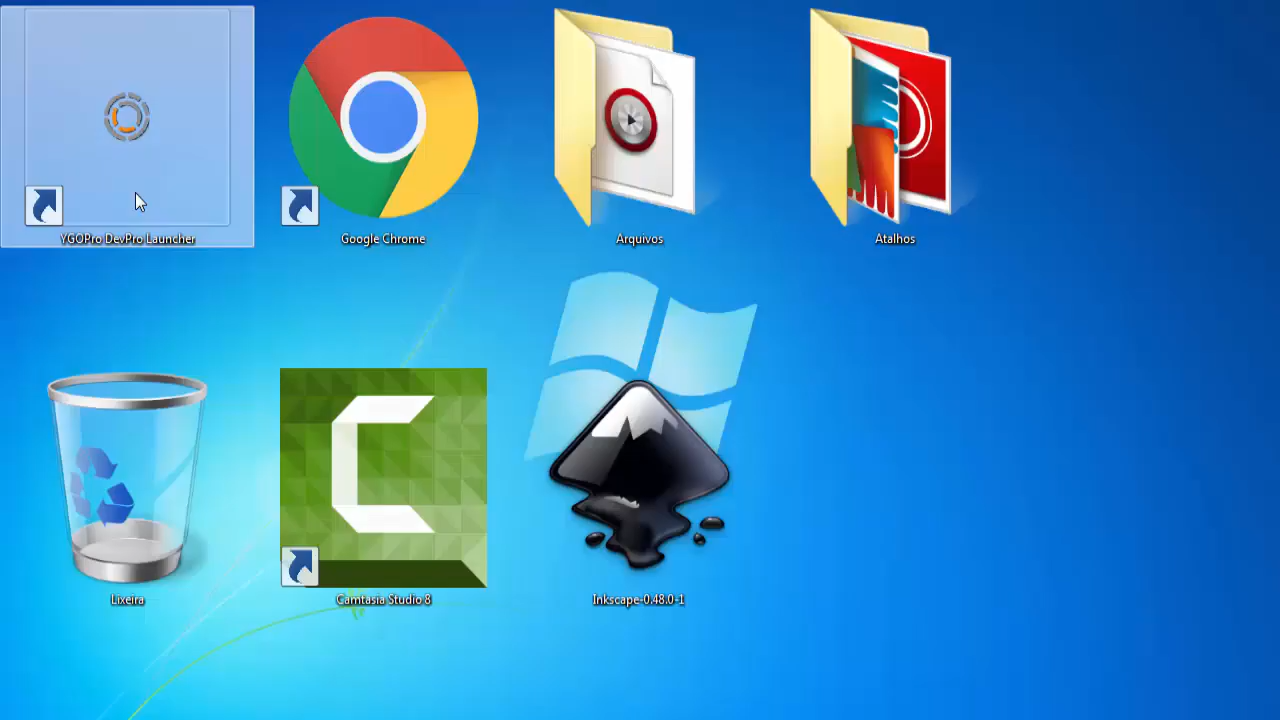 YGOPro DevPro Launcher
Google Chrome
Arquivos
Atalhos
Lixeira
Camtasia Studio 8
Inkscape-0.48.0-1